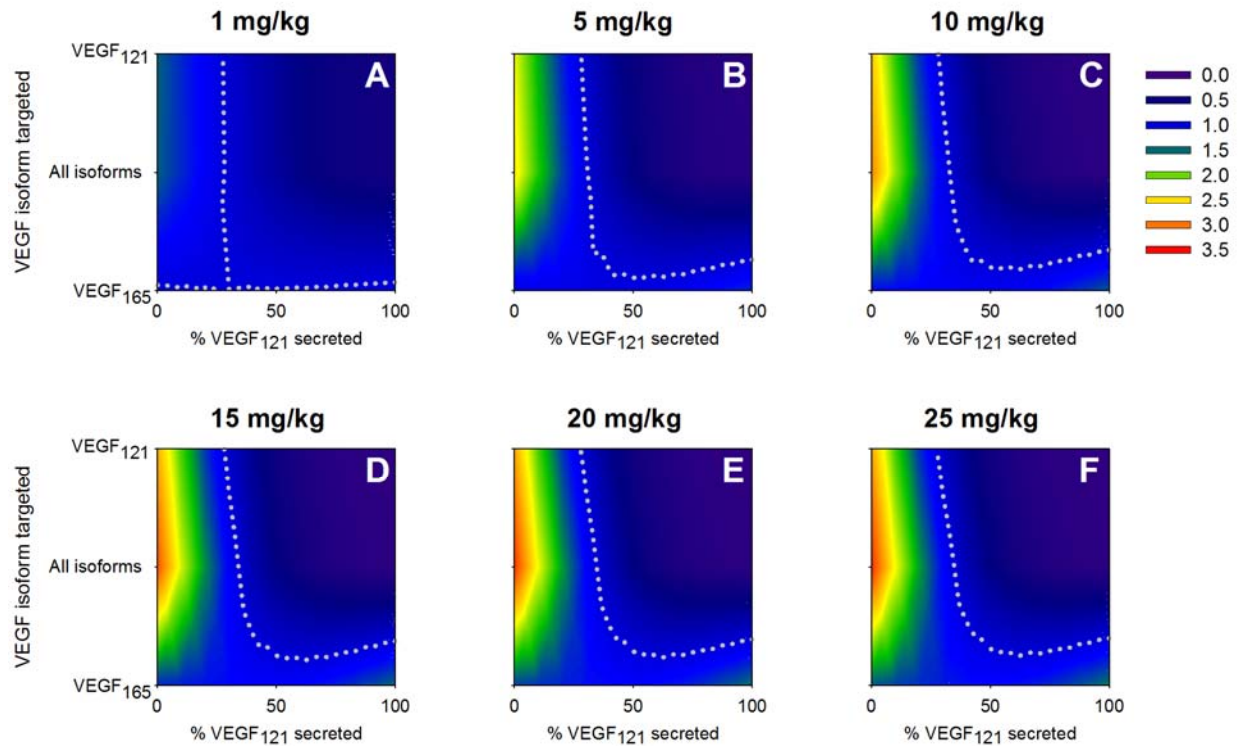 1 mg/kg
5 mg/kg
10 mg/kg
VEGF isoform targeted
VEGF121
All isoforms
VEGF165
A
B
C
0.0
0.5
1.0
1.5
2.0
2.5
3.0
3.5
0 50 100
0 50 100
0 50 100
% VEGF121 secreted
% VEGF121 secreted
% VEGF121 secreted
15 mg/kg
20 mg/kg
25 mg/kg
VEGF isoform targeted
VEGF121
All isoforms
VEGF165
D
E
F
0 50 100
0 50 100
0 50 100
% VEGF121 secreted
% VEGF121 secreted
% VEGF121 secreted